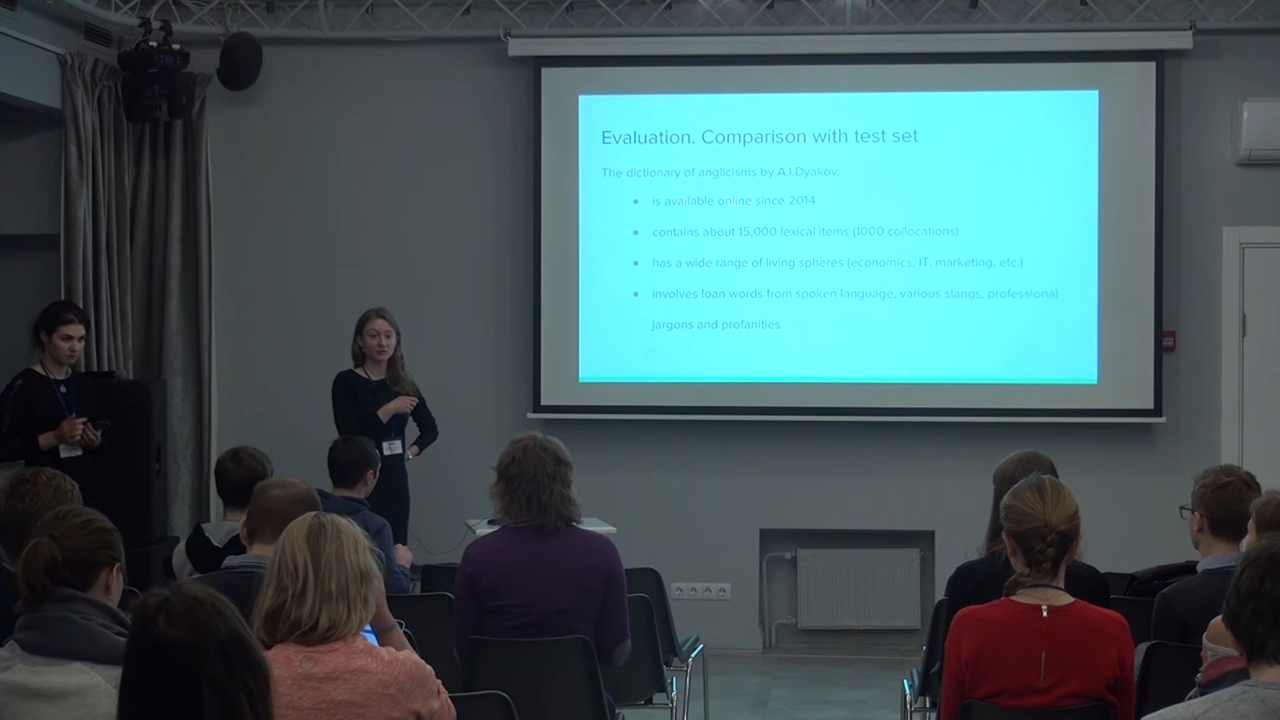 Evaluation. Comparison with test set
The dictionary of anglicisms by A.I.Dyakov:
● is available online since 2014
● contains about 15,000 lexical items (1000 collocations)
● has a wide range of living spheres (economics, IT, marketing, etc.)
● involves loan words from spoken language, various slangs, professional
jargons and profanities